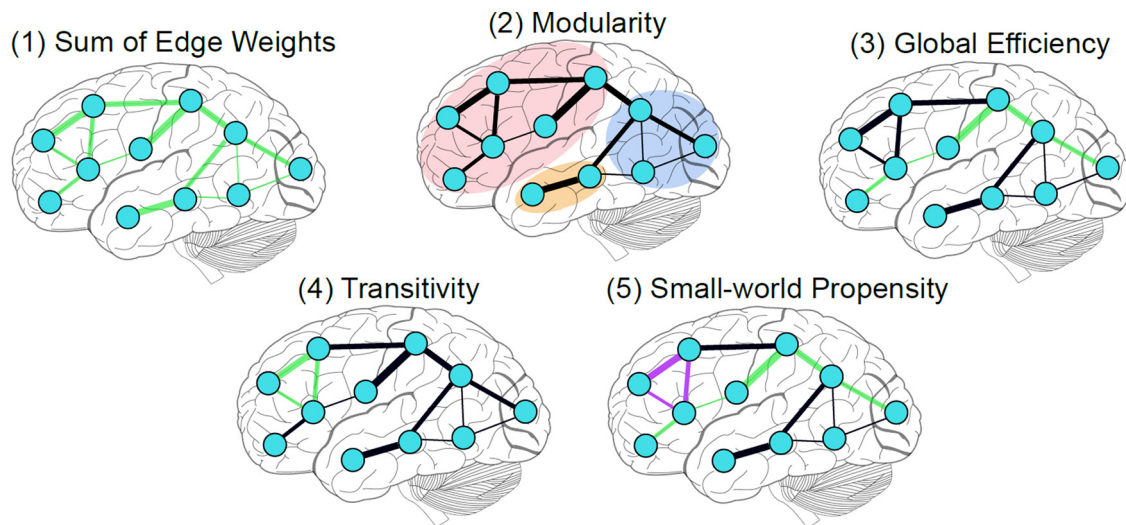 (1) Sum of Edge Weights
(2) Modularity
(3) Global Efficiency
(4) Transitivity
(5) Small-world Propensity